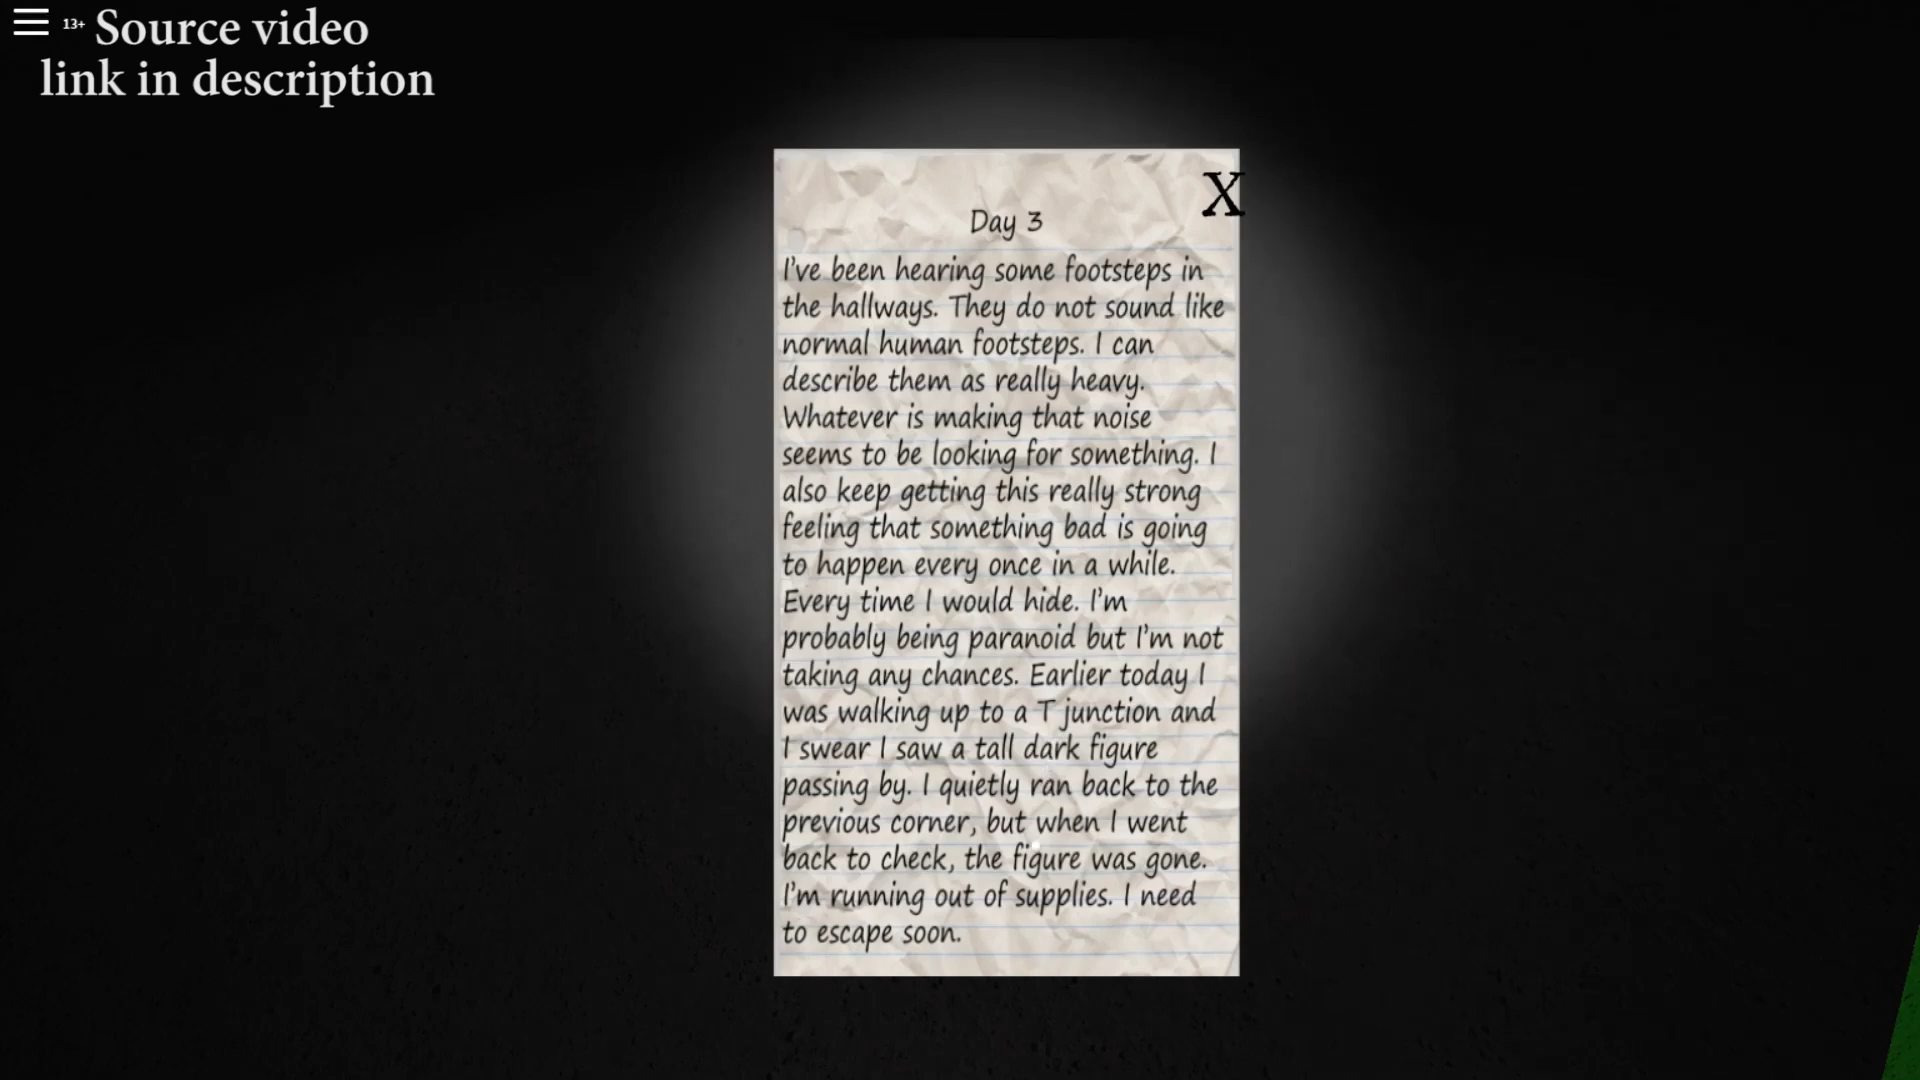 13+ Source video
link in description
X
Day 3
I've been hearing some footsteps in
the hallways. They do not sound like
normal human footsteps. I can
describe them as really heavy.
Whatever is making that noise
seems to be looking for something. I
also keep getting this really strong
feeling that something bad is going
to happen every once in a while.
Every time I would hide. I'm
probably being paranoid but I'm not
taking any chances. Earlier today I
was walking up to a T junction and
I swear I saw a tall dark figure
passing by. I quietly ran back to the
previous corner, but when I went
back to check, the figure was gone.
I'm running out of supplies. I need
to escape soon.